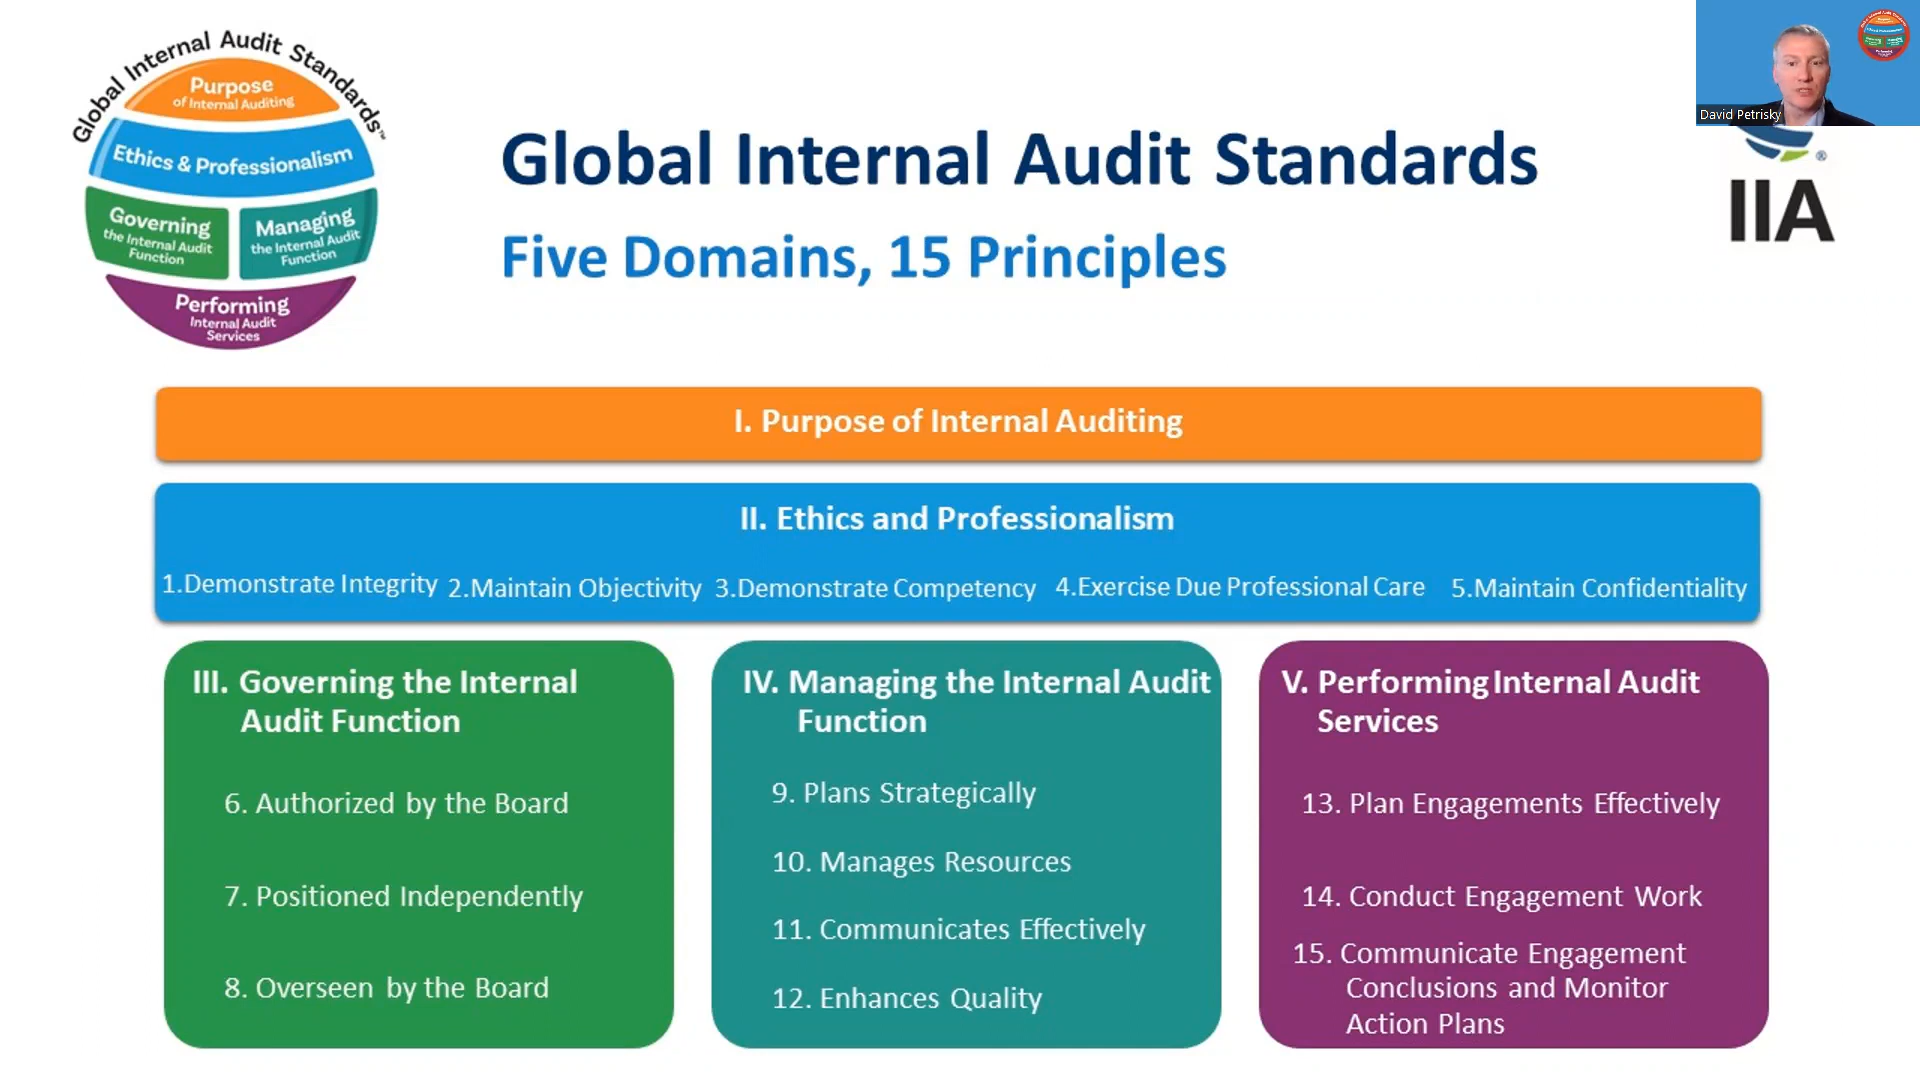 Global Internal Audit Standards™
Purpose
of Internal Auditing
Ethics & Professionalism
Governing
the Internal Audit
Function
Managing
the Internal Audit
Function
Performing
Internal Audit
Services
Global Internal Audit Standards
Five Domains, 15 Principles
David Petrisky
®
IIA
I. Purpose of Internal Auditing
II. Ethics and Professionalism
1.Demonstrate Integrity 2.Maintain Objectivity 3.Demonstrate Competency 4.Exercise Due Professional Care 5.Maintain Confidentiality
III. Governing the Internal
Audit Function
6. Authorized by the Board
7. Positioned Independently
8. Overseen by the Board
IV. Managing the Internal Audit
Function
9. Plans Strategically
10. Manages Resources
11. Communicates Effectively
12. Enhances Quality
V. Performing Internal Audit
Services
13. Plan Engagements Effectively
14. Conduct Engagement Work
15. Communicate Engagement
Conclusions and Monitor
Action Plans